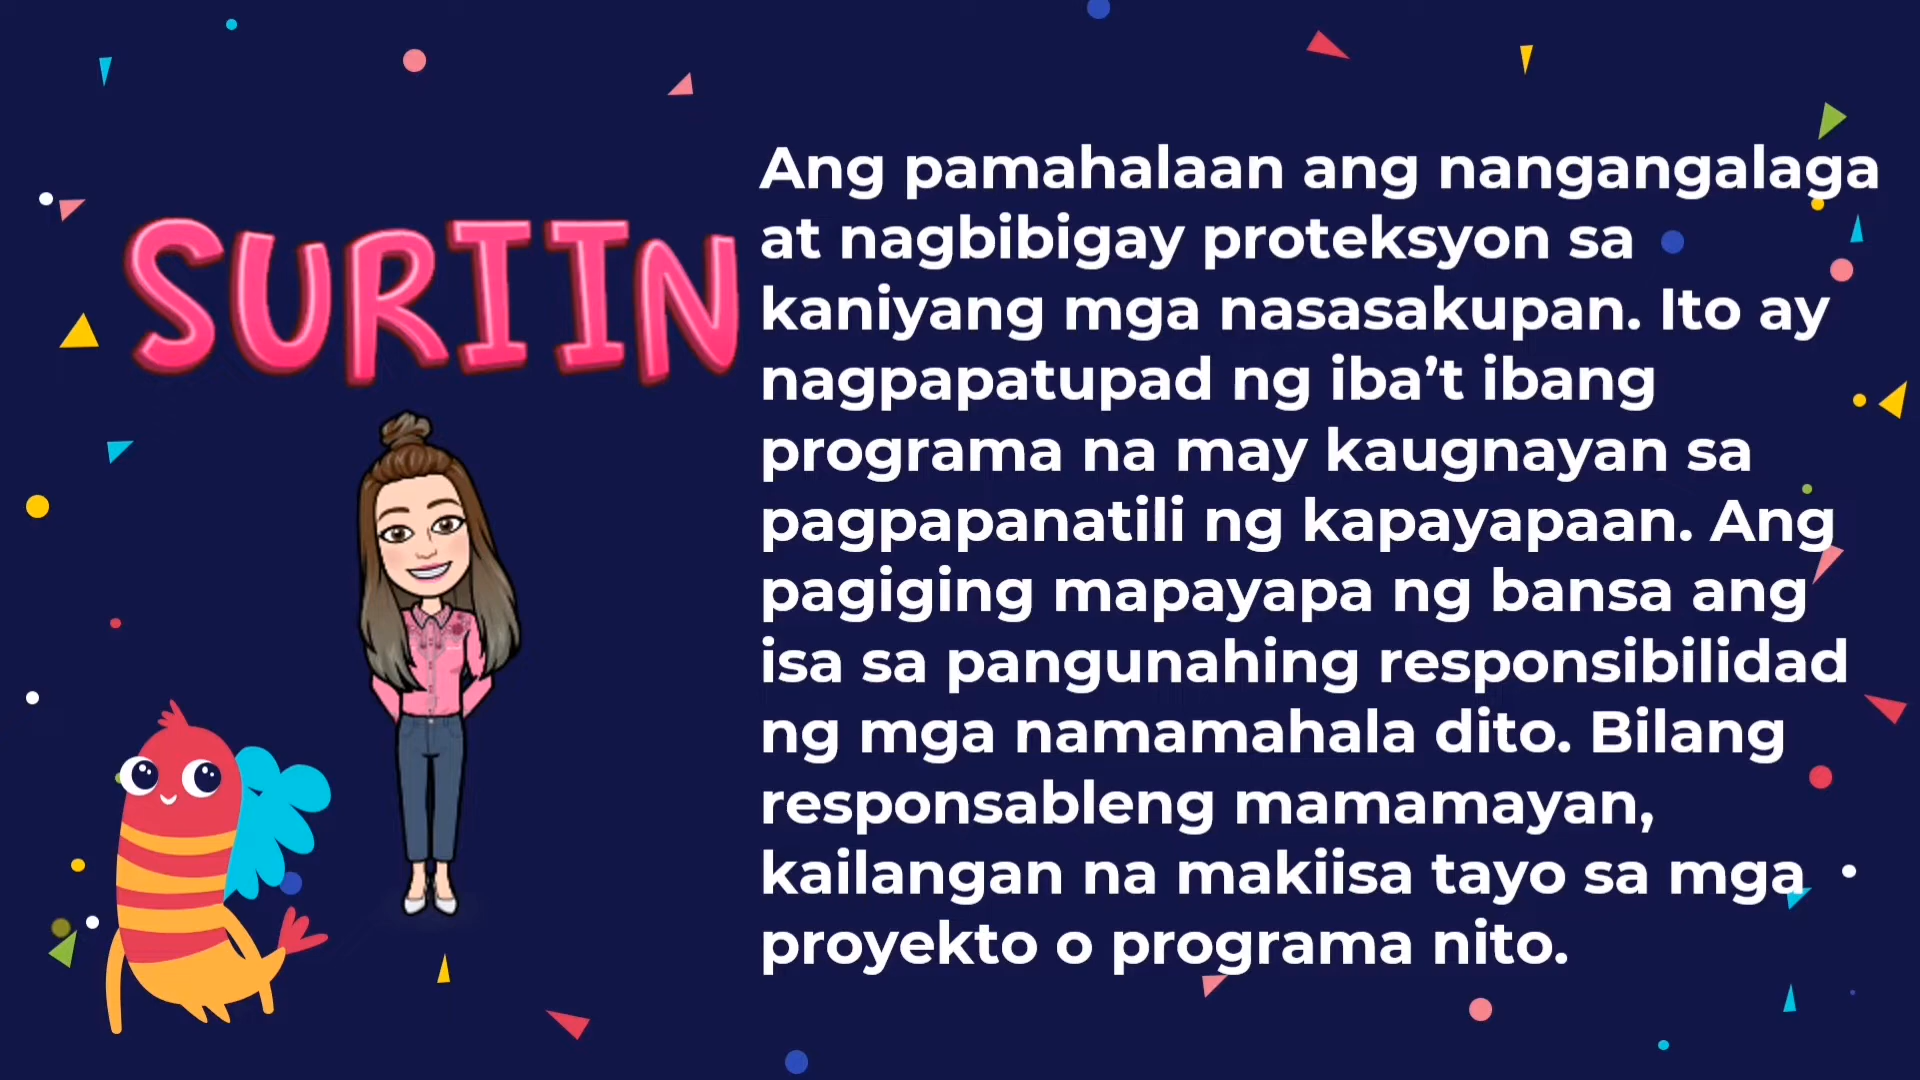 SURIIN
Ang pamahalaan ang nangangalaga
at nagbibigay proteksyon sa
kaniyang mga nasasakupan. Ito ay
nagpapatupad ng iba’t ibang
programa na may kaugnayan sa
pagpapanatili ng kapayapaan. Ang
pagiging mapayapa ng bansa ang
isa sa pangunahing responsibilidad
ng mga namamahala dito. Bilang
responsableng mamamayan,
kailangan na makiisa tayo sa mga
proyekto o programa nito.